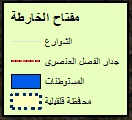 مفتاح الخارطة
الشوارع
جدار الفصل العنصري
المستوطنات
محافظة قلقيلية